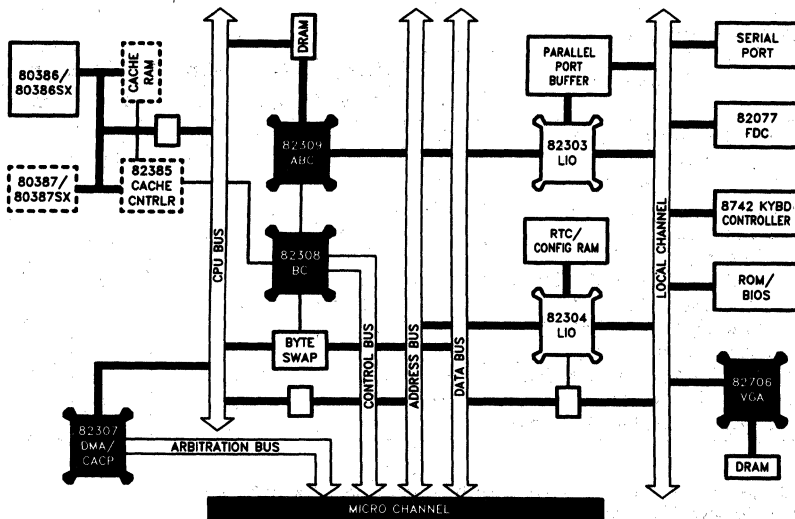 80386/
80386SX
CACHE
RAM
80387/
80387SX
82385
CACHE
CNTRLR
CPU BUS
DRAM
82309
ABC
82308
BC
BYTE
SWAP
CONTROL BUS
ADDRESS BUS
DATA BUS
PARALLEL
PORT
BUFFER
82303
LIO
RTC/
CONFIG RAM
82304
LIO
LOCAL CHANNEL
SERIAL
PORT
82077
FDC
8742 KYBD
CONTROLLER
ROM/
BIOS
82706
VGA
DRAM
82307
DMA/
CACP
ARBITRATION BUS
MICRO CHANNEL